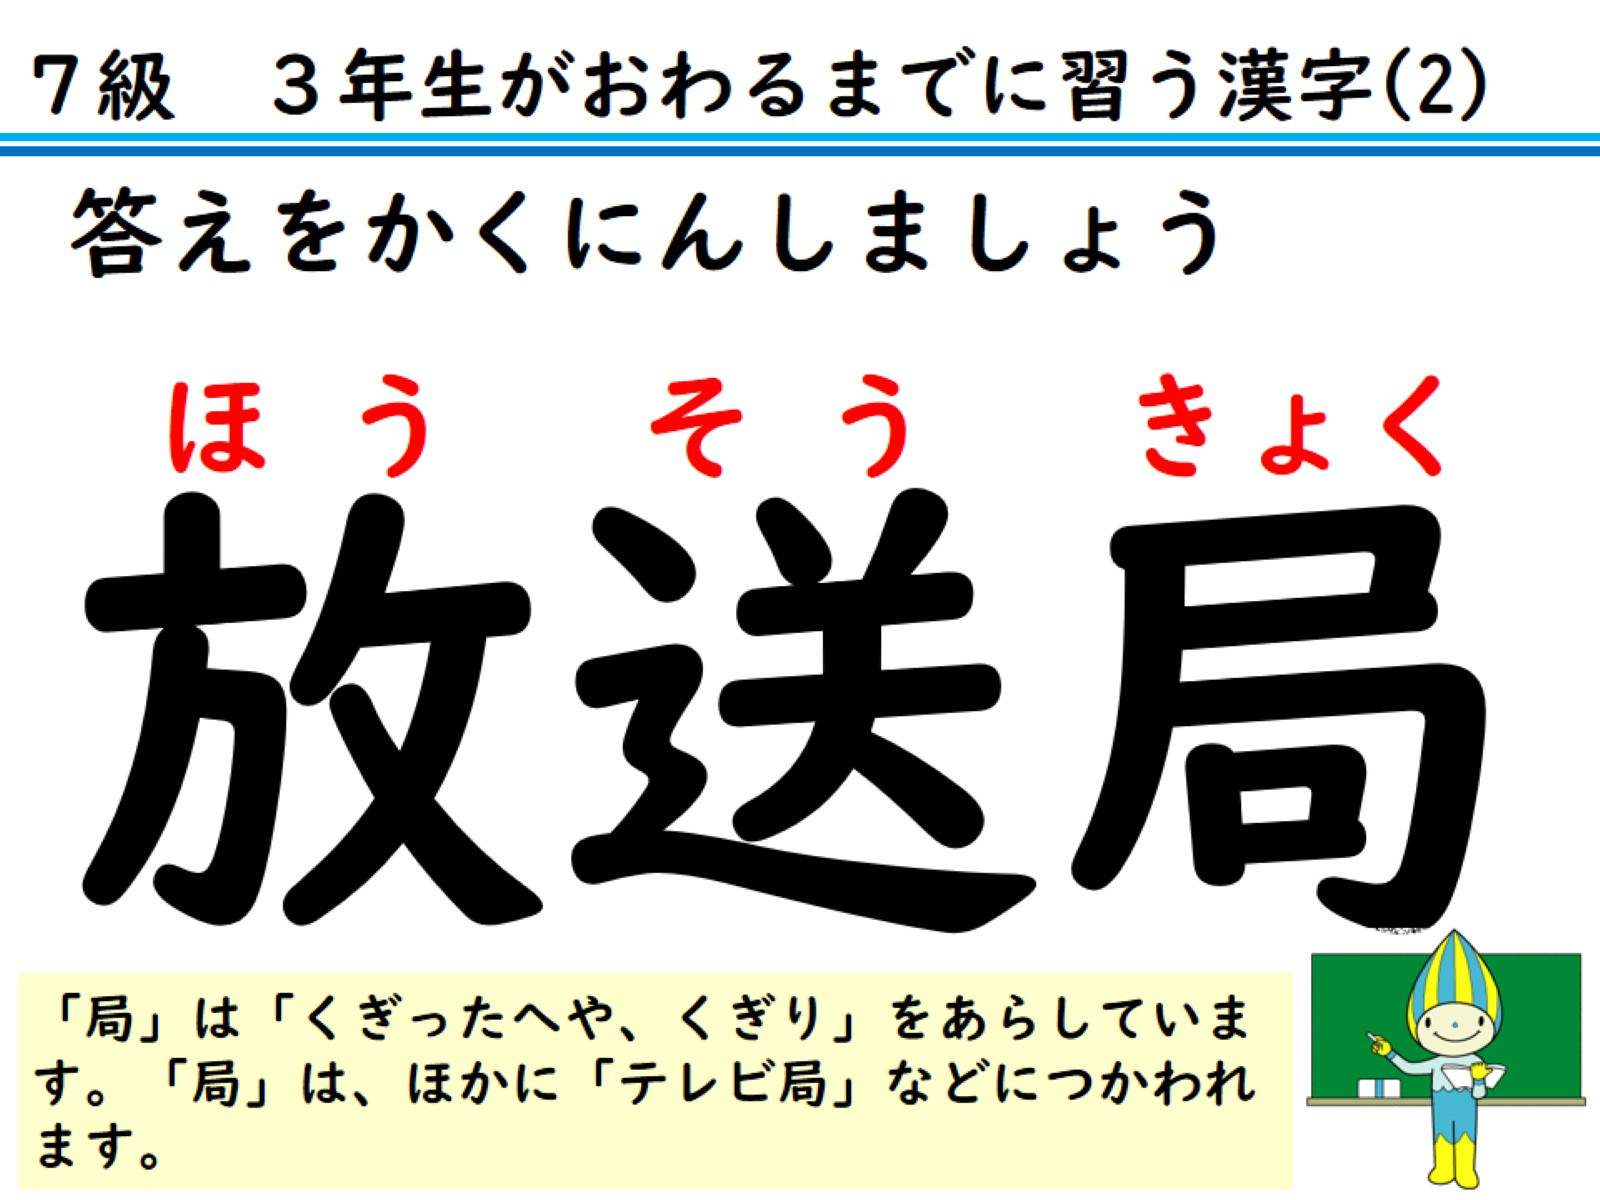 ７級　３年生がおわるまでに習う漢字(2)
答えをかくにんしましょう
ほう　そう　きょく
放送局
「局」は「くぎったへや、くぎり」をあらしていま
す。「局」は、ほかに「テレビ局」などにつかわれ
ます。